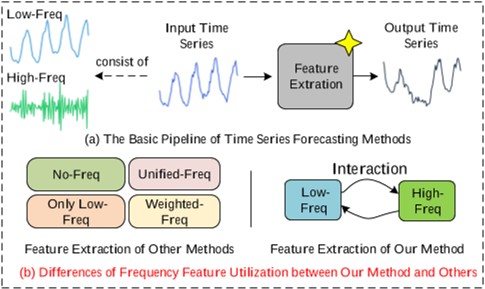 Low-Freq
Input Time
Series
Output Time
Series
consist of
High-Freq
Feature
Extration
(a) The Basic Pipeline of Time Series Forecasting Methods
No-Freq
Unified-Freq
Only Low-
Freq
Weighted-
Freq
Interaction
Low-
Freq
High-
Freq
Feature Extraction of Other Methods
Feature Extraction of Our Method
(b) Differences of Frequency Feature Utilization between Our Method and Others